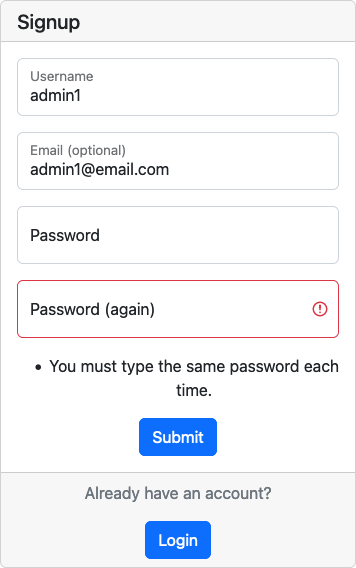 Signup
Username
admin1
Email (optional)
admin1@email.com
Password
Password (again)
• You must type the same password each
time.
Submit
Already have an account?
Login